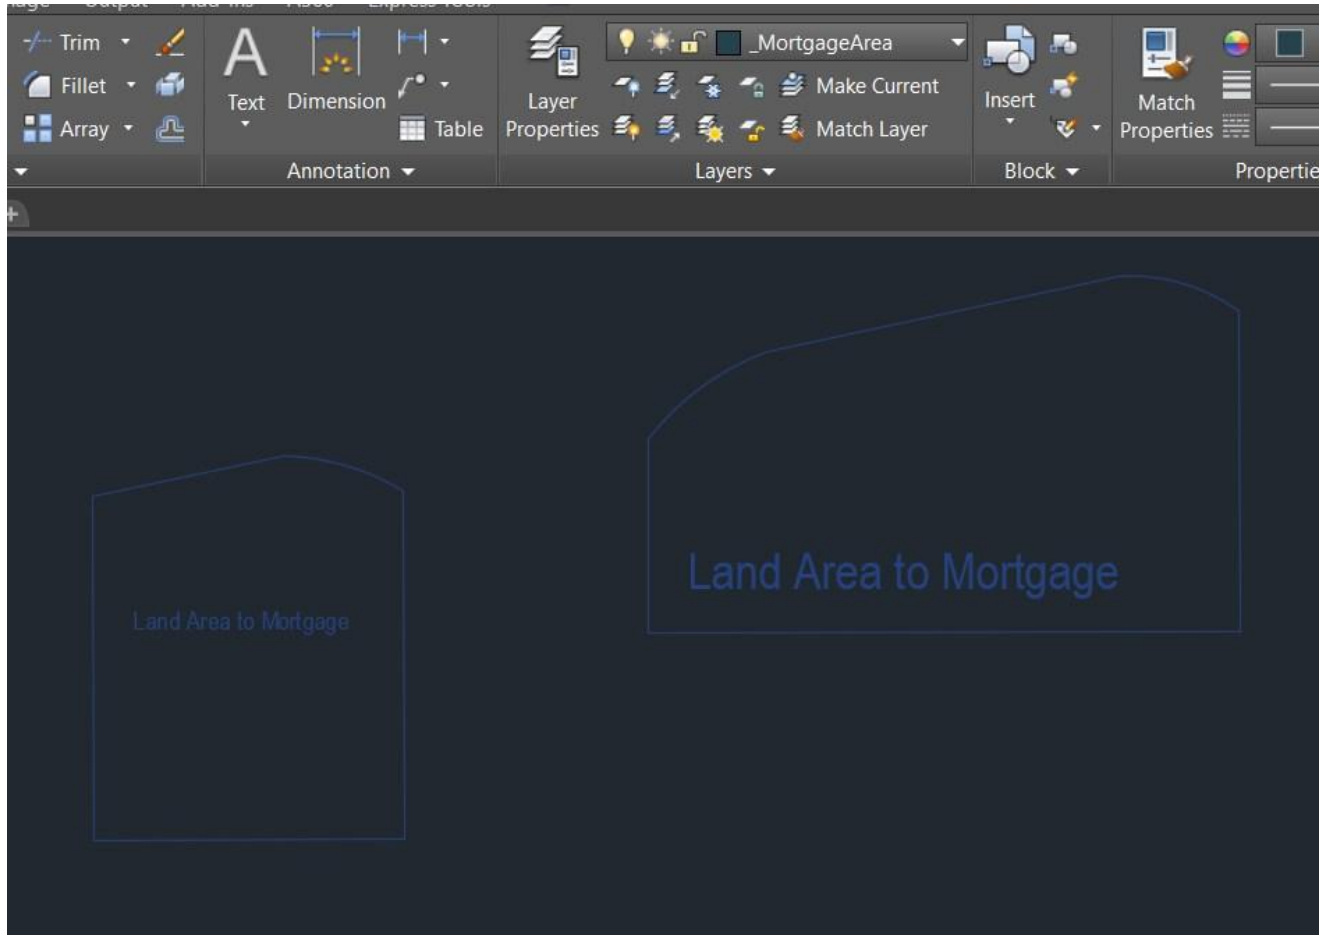 Trim
Fillet
Array
Text
Dimension
Table
Annotation
Layer
Properties
_MortgageArea
Make Current
Match Layer
Layers
Insert
Block
Match
Properties
Land Area to Mortgage
Land Area to Mortgage